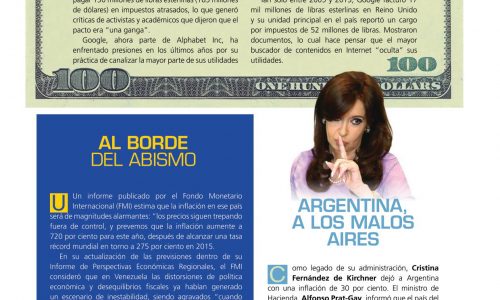 pagar 130 millones de libras esterlinas (185 millones
de dólares) en impuestos atrasados, lo que generó
críticas de activistas y académicos que dijeron que el
pacto era "una ganga".
Google, ahora parte de Alphabet Inc, ha
enfrentado presiones en los últimos años por su
práctica de canalizar la mayor parte de sus utilidades
Tan solo entre 2005 y 2013, Google facturó 17
mil millones de libras esterlinas en Reino Unido
y su unidad principal en el país reportó un cargo
por impuestos de 52 millones de libras. Mostraron
documentos, lo cual hace pensar que el mayor
buscador de contenidos en Internet "oculta" sus
utilidades.
100
100
ONE HUNDRED DOLLARS
AL BORDE
DEL ABISMO
Un informe publicado por el Fondo Monetario
Internacional (FMI) estima que la inflación en ese país
será de magnitudes alarmantes: "los precios siguen trepando
fuera de control, y prevemos que la inflación aumente a
720 por ciento para este año, después de alcanzar una tasa
récord mundial en torno a 275 por ciento en 2015.
En su actualización de las previsiones dentro de su
Informe de Perspectivas Económicas Regionales, el FMI
consideró que en Venezuela las distorsiones de política
económica y desequilibrios fiscales ya habían generado
un escenario de inestabilidad, siendo agravados "cuando
ARGENTINA,
A LOS MALOS
AIRES
Como legado de su administración, Cristina
Fernández de Kirchner dejó a Argentina
con una inflación de 30 por ciento. El ministro de
Hacienda, Alfonso Prat-Gay, informó que el país del